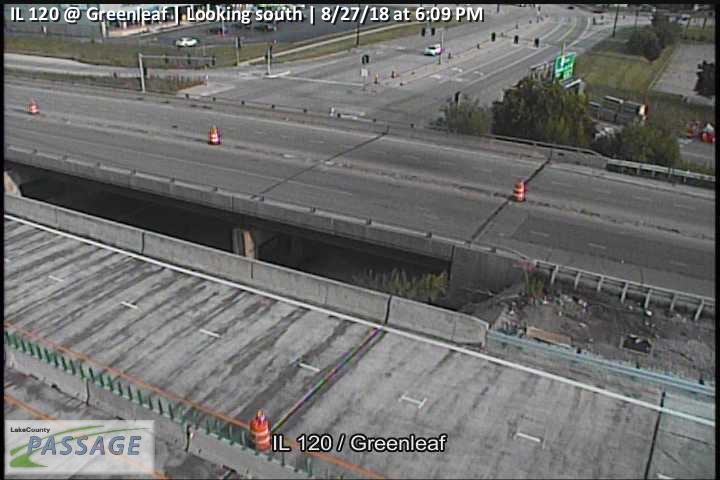 IL 120 @ Greenleaf | Looking south | 8/27/18 at 6:09 PM
LakeCounty
PASSAGE
IL 120 / Greenleaf